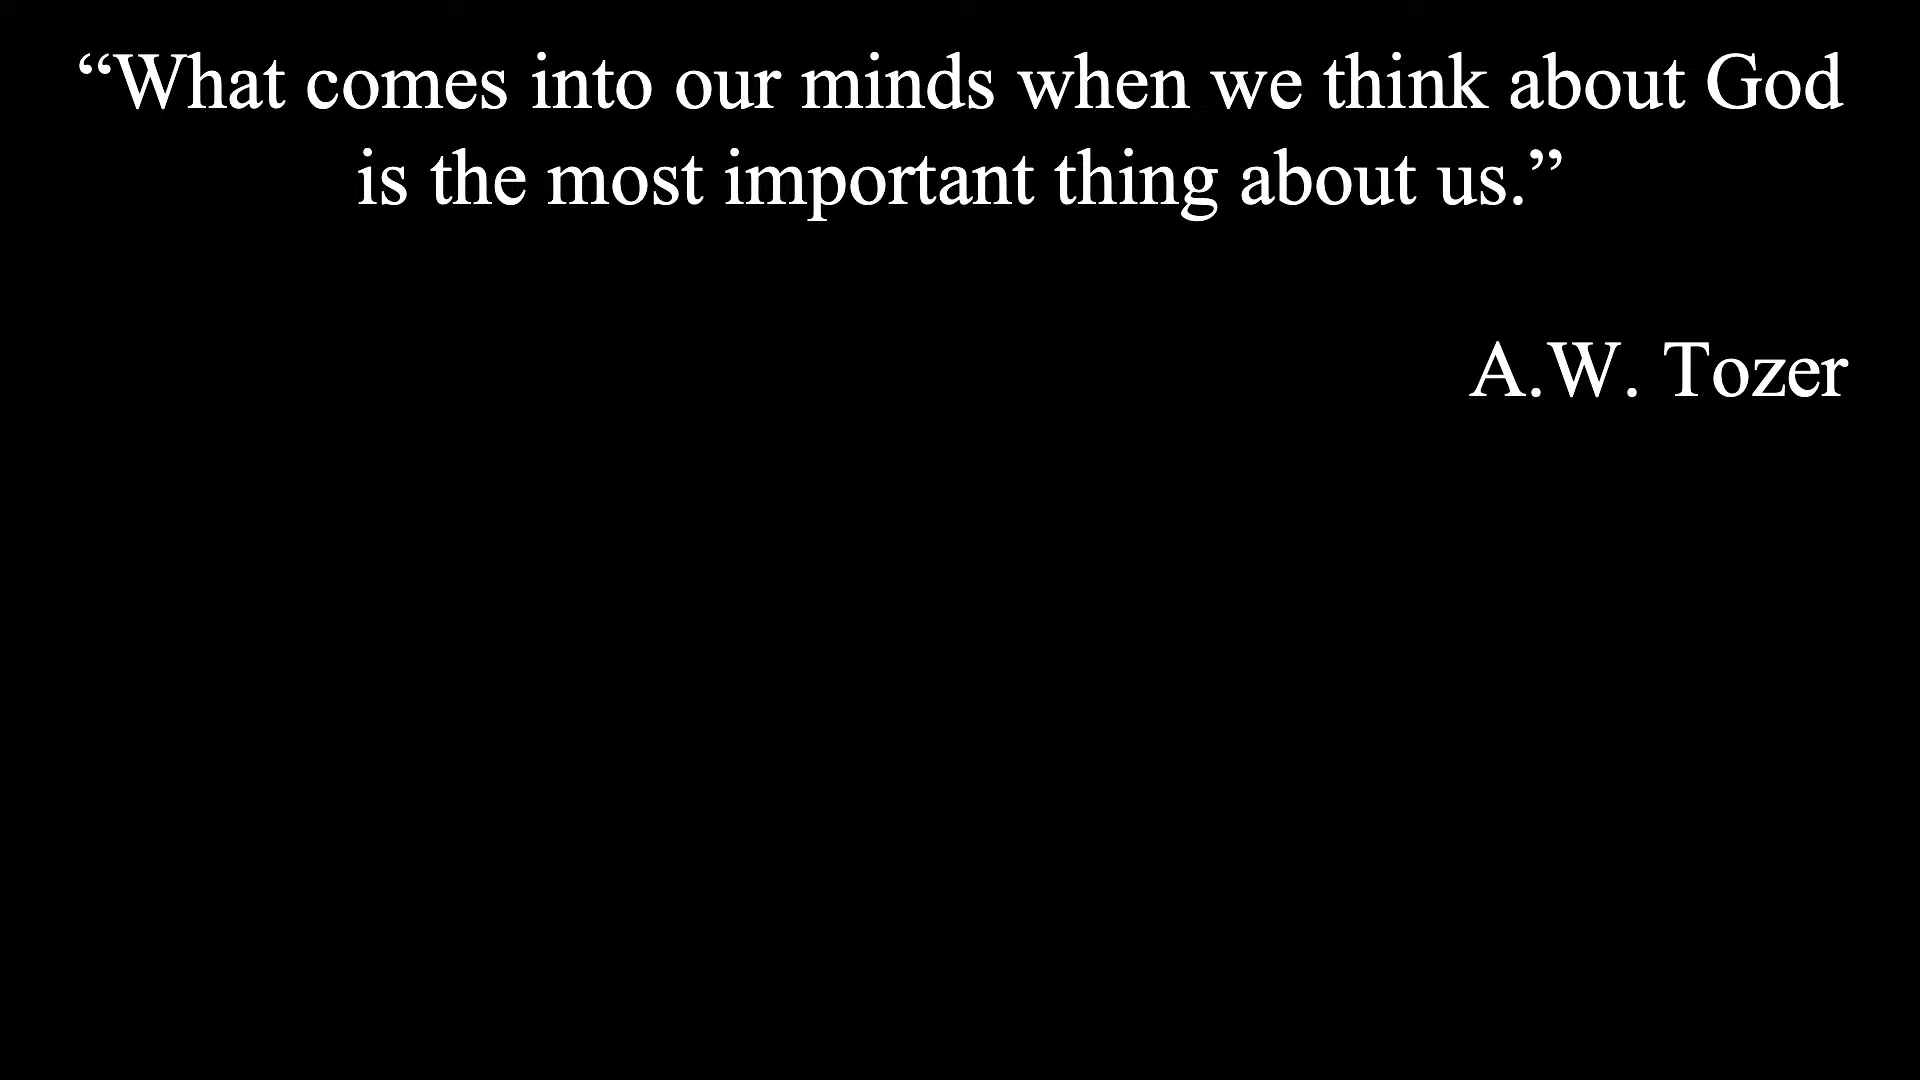 “What comes into our minds when we think about God
is the most important thing about us.”
A.W. Tozer